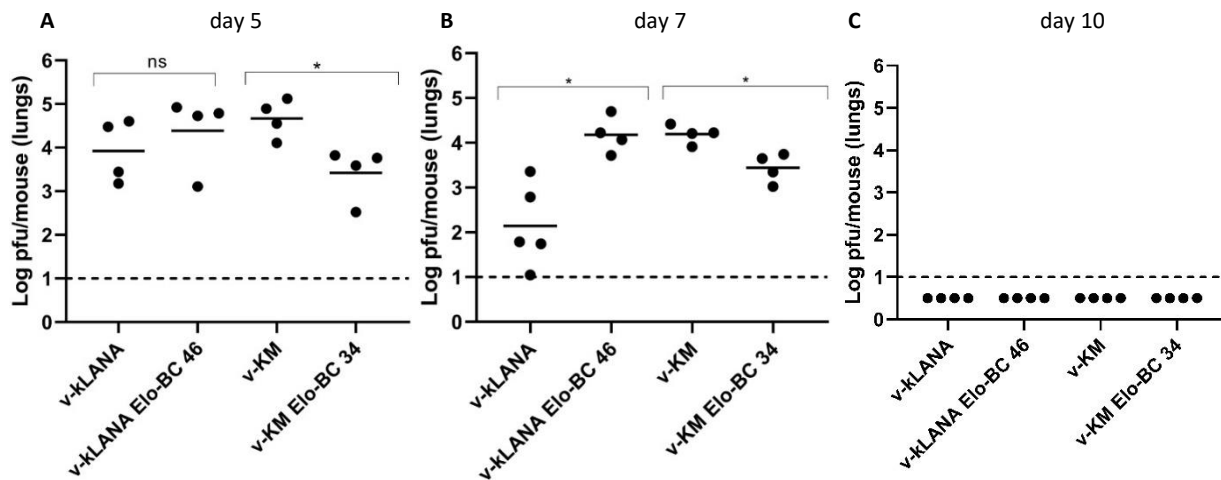 A day 5
Log pfu/mouse (lungs)
6
5
4
3
2
1
0
ns
*
v-kLANA
v-kLANA Elo-BC 46
v-KM
v-KM Elo-BC 34
B day 7
Log pfu/mouse (lungs)
6
5
4
3
2
1
0
*
*
v-kLANA
v-kLANA Elo-BC 46
v-KM
v-KM Elo-BC 34
C day 10
Log pfu/mouse (lungs)
6
5
4
3
2
1
0
v-kLANA
v-kLANA Elo-BC 46
v-KM
v-KM Elo-BC 34